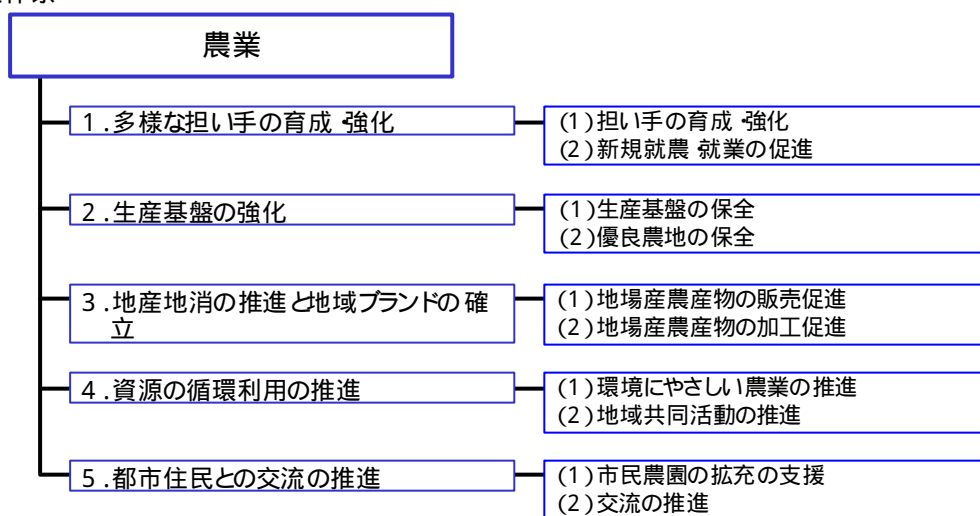 農業
1.多様な担い手の育成・強化
(1)担い手の育成・強化
(2)新規就農・就業の促進
2.生産基盤の強化
(1)生産基盤の保全
(2)優良農地の保全
3.地産地消の推進と地域ブランドの確
立
(1)地場産農産物の販売促進
(2)地場産農産物の加工促進
4.資源の循環利用の推進
(1)環境にやさしい農業の推進
(2)地域共同活動の推進
5.都市住民との交流の推進
(1)市民農園の拡充の支援
(2)交流の推進